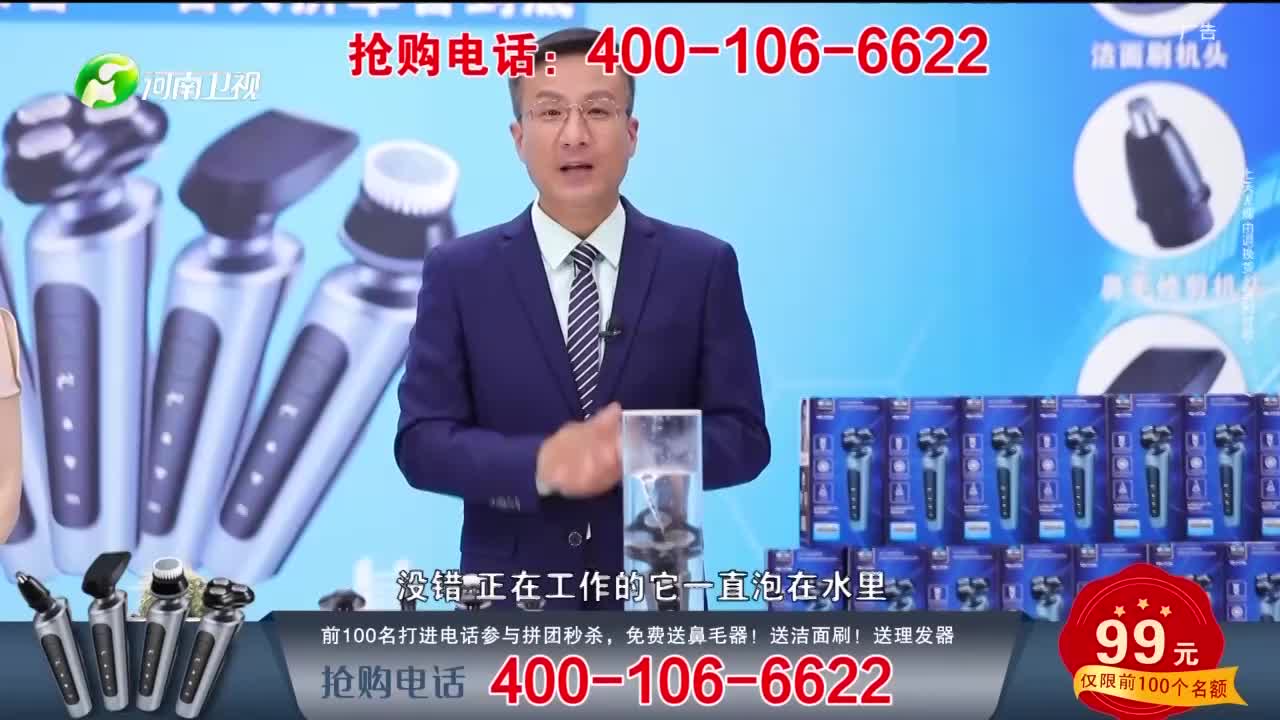 抢购电话：400-106-6622
广告
河南卫视
洁面刷机头
鼻毛修剪机头
没错 正在工作的它一直泡在水里
前100名打进电话参与拼团秒杀，免费送鼻毛器！送洁面刷！送理发器
抢购电话 400-106-6622
99元
仅限前100个名额